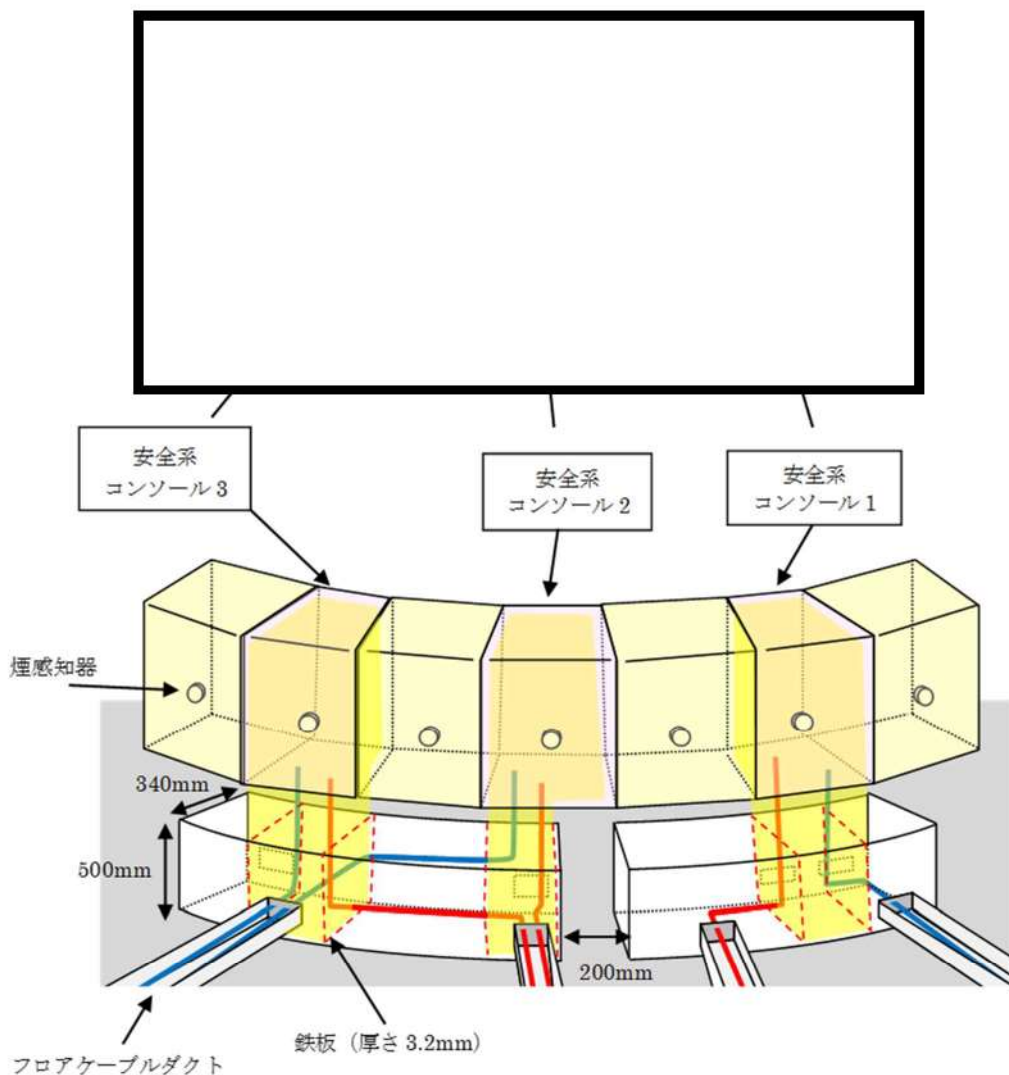 安全系
コンソール 3
安全系
コンソール 2
安全系
コンソール 1
煙感知器
340mm
500mm
200mm
鉄板（厚さ 3.2mm）
フロアケーブルダクト